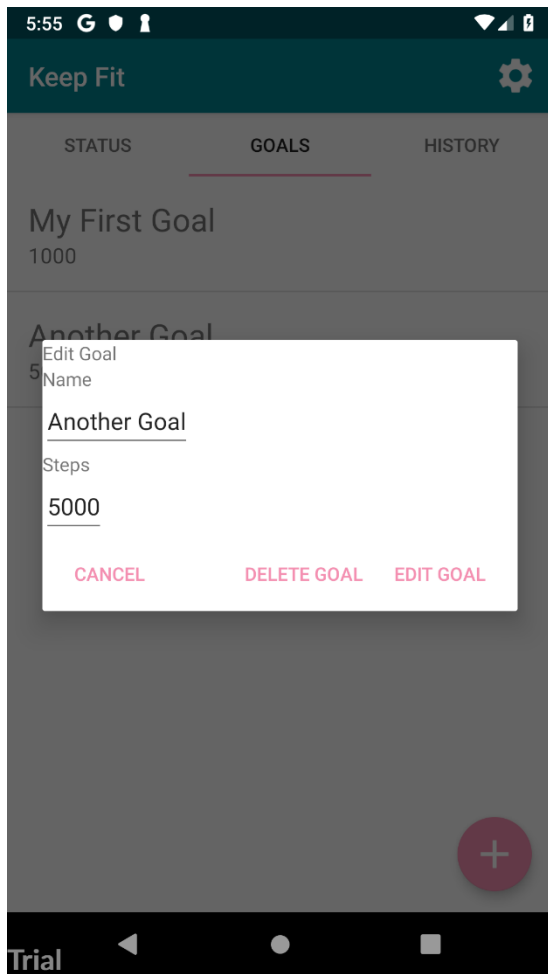 5:55
Keep Fit
STATUS GOALS HISTORY
My First Goal
1000
Another Goal
5
Edit Goal
Name
Another Goal
Steps
5000
CANCEL DELETE GOAL EDIT GOAL
Trial